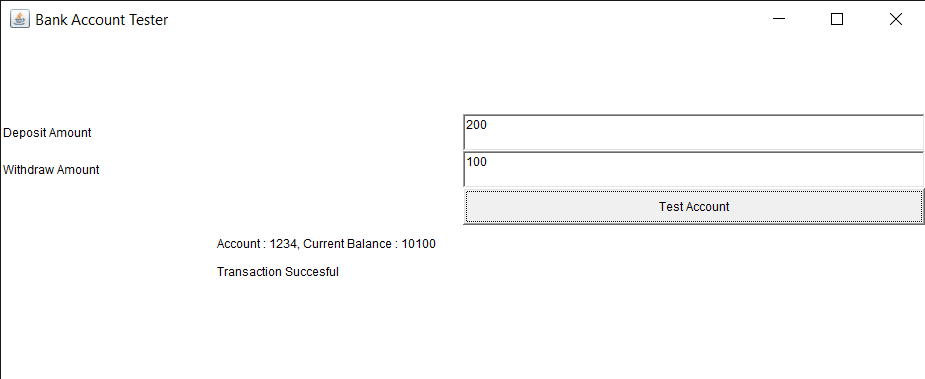 Bank Account Tester
Deposit Amount
200
Withdraw Amount
100
Test Account
Account : 1234, Current Balance : 10100
Transaction Succesful